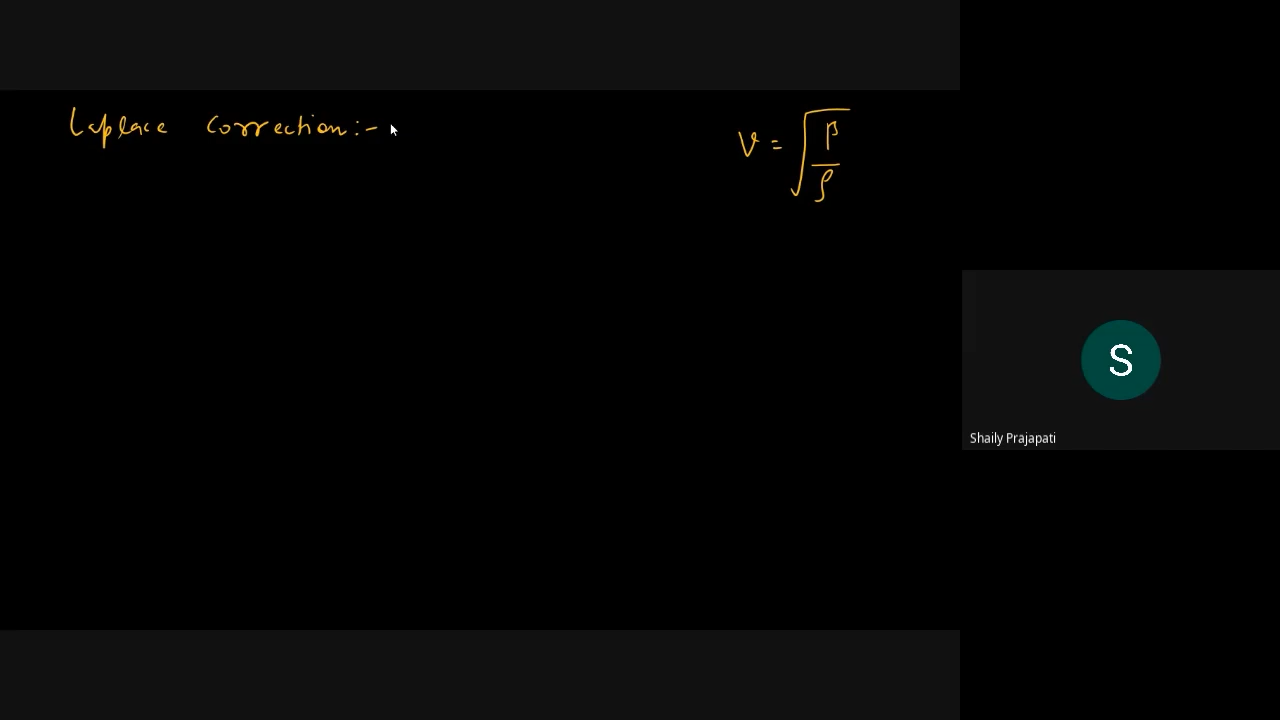 Laplace Correction:-
V = √(β/ρ)
S
Shaily Prajapati